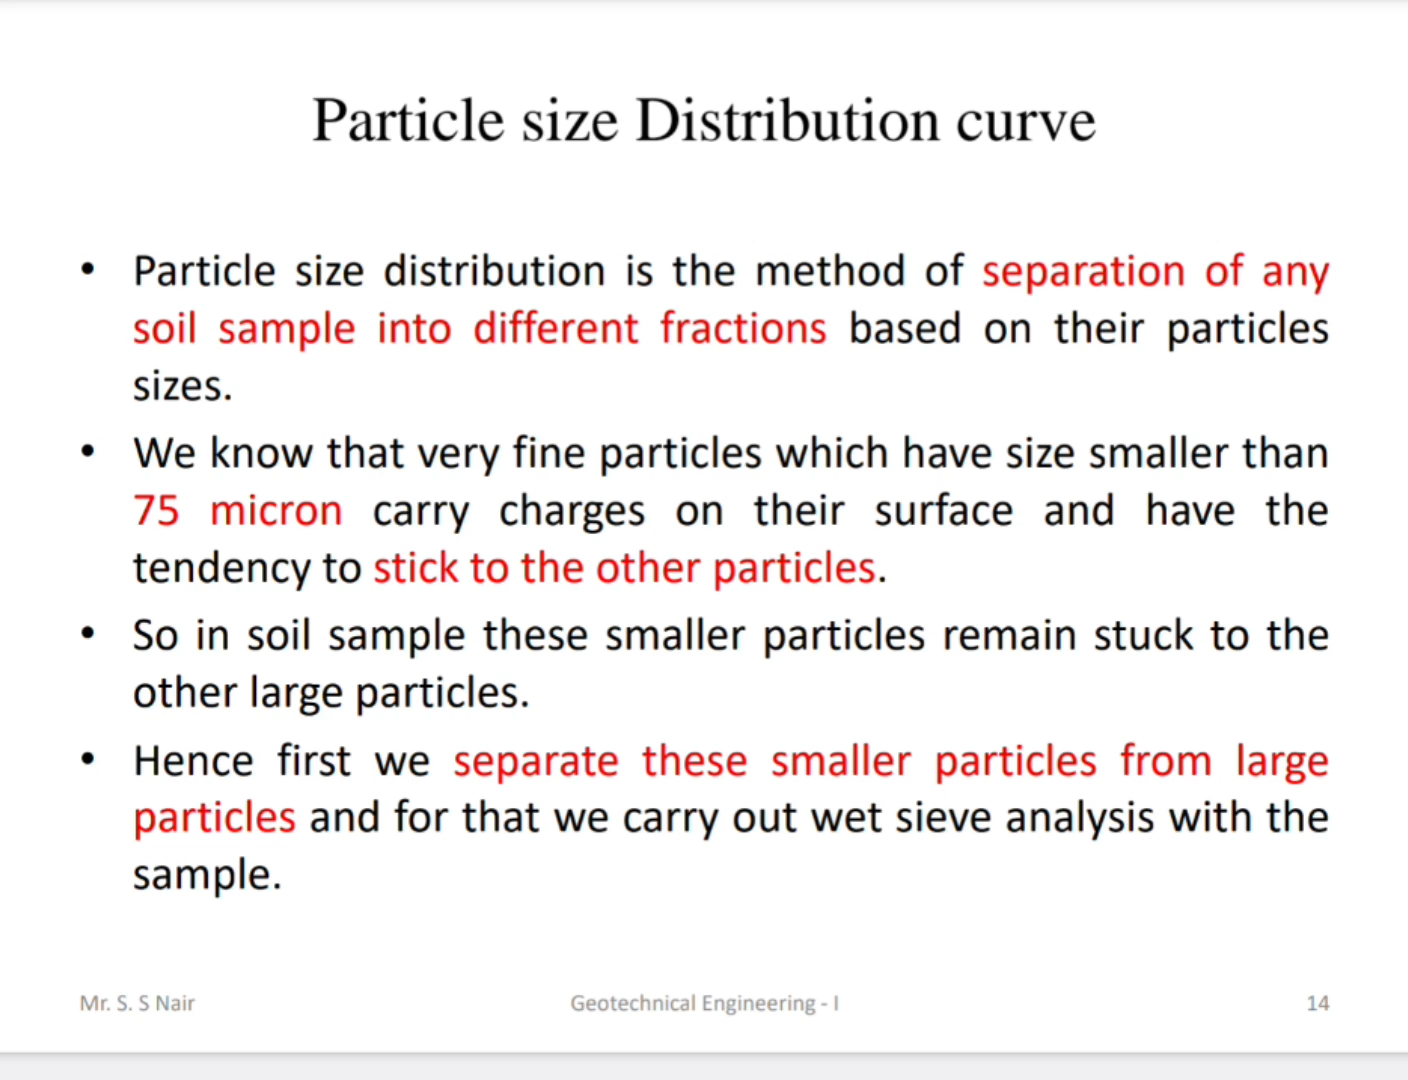 Particle size Distribution curve
• Particle size distribution is the method of separation of any
soil sample into different fractions based on their particles
sizes.
• We know that very fine particles which have size smaller than
75 micron carry charges on their surface and have the
tendency to stick to the other particles.
• So in soil sample these smaller particles remain stuck to the
other large particles.
• Hence first we separate these smaller particles from large
particles and for that we carry out wet sieve analysis with the
sample.
Mr. S. S Nair Geotechnical Engineering - I 14